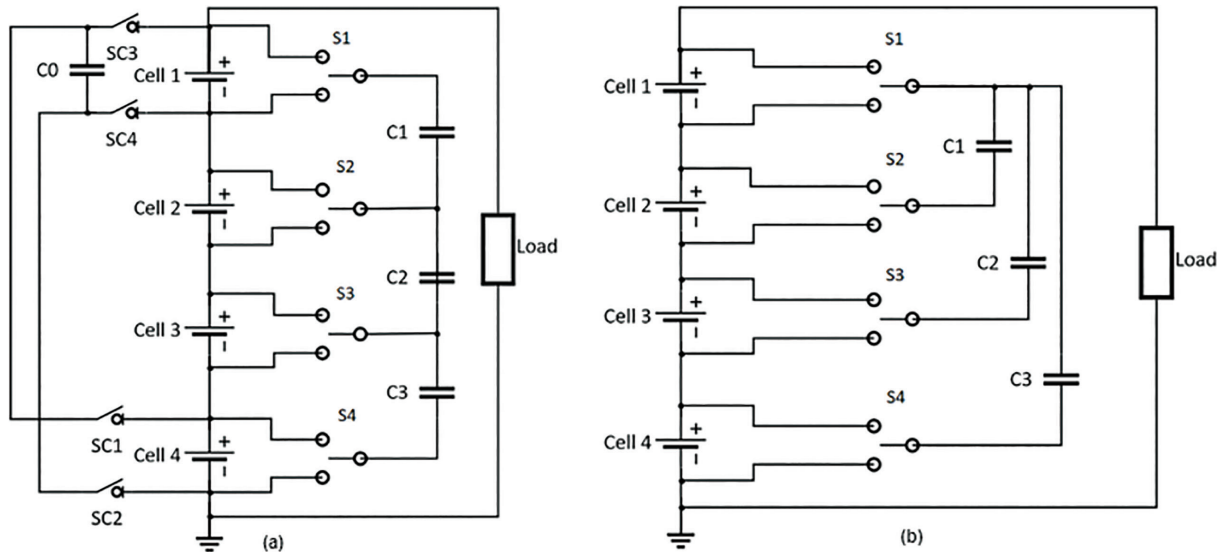 S1
SC3
C0
Cell 1
+
SC4
C1
S2
Cell 2
+
Load
C2
S3
Cell 3
+
C3
S4
SC1
Cell 4
+
SC2
(a)
S1
Cell 1
+
C1
S2
Cell 2
+
C2
Load
S3
Cell 3
+
C3
S4
Cell 4
+
(b)